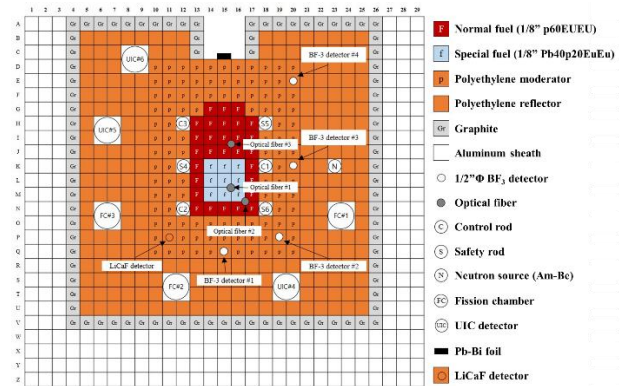 1 2 3 4 5 6 7 8 9 10 11 12 13 14 15 16 17 18 19 20 21 22 23 24 25 26 27 28 29
A
B
C
D
E
F
G
H
I
J
K
L
M
N
O
P
Q
R
S
T
U
V
W
X
Y
Z
UIC#6
BF-3 detector #4
C3
S5
UIC#5
Optical fiber #3
BF-3 detector #3
S4
C1
N
Optical fiber #1
C2
S6
FC#3
FC#1
Optical fiber #2
LiCaF detector
BF-3 detector #1
BF-3 detector #2
FC#2
UIC#4
F Normal fuel (1/8” p60EUEU)
f Special fuel (1/8” Pb40p20EuEu)
p Polyethylene moderator
Polyethylene reflector
Gr Graphite
Aluminum sheath
1/2”Φ BF3 detector
Optical fiber
C Control rod
S Safety rod
N Neutron source (Am-Be)
FC Fission chamber
UIC UIC detector
Pb-Bi foil
LiCaF detector